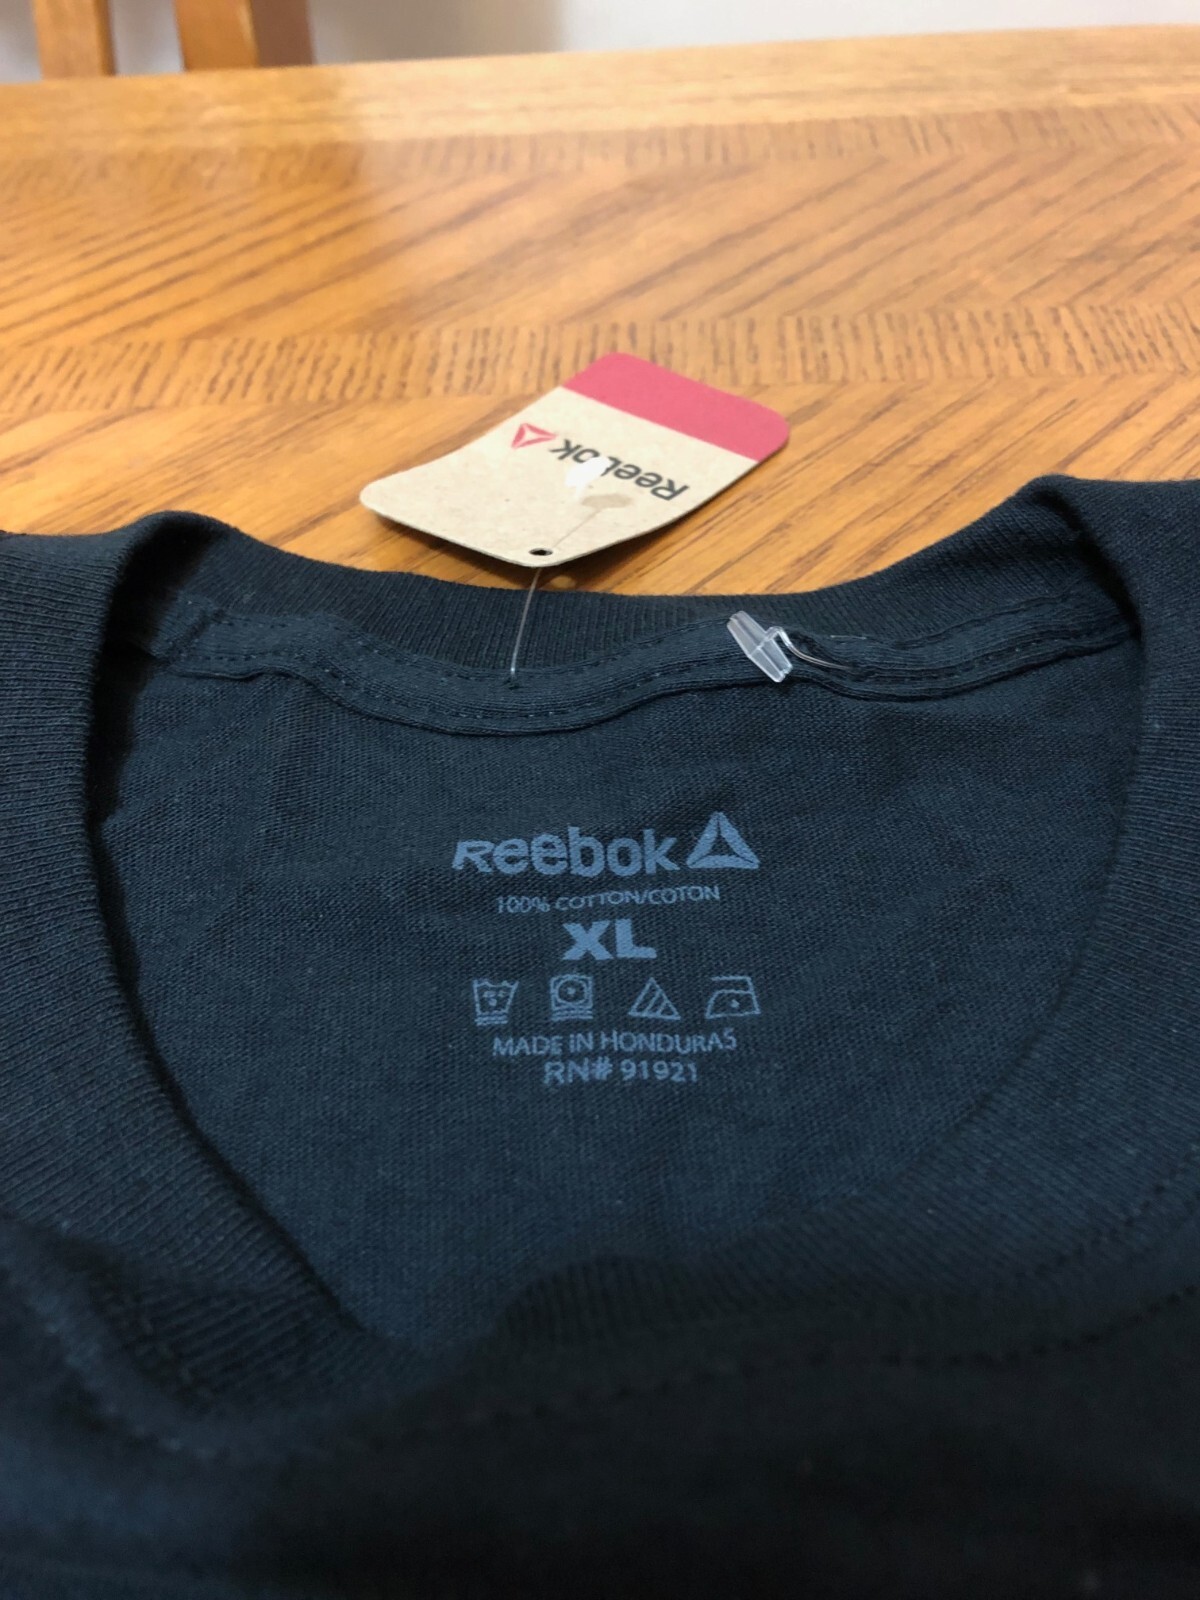 Reebok
Reebok
100% COTTON/COTON
XL
MADE IN HONDURAS
RN# 91921